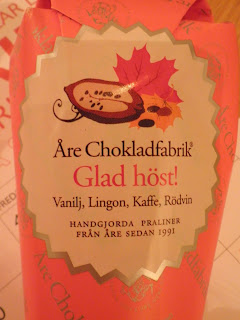 Åre Chokladfabrik®
Glad höst!
Vanilj, Lingon, Kaffe, Rödvin
HANDGJORDA PRALINER
FRÅN ÅRE SEDAN 1991